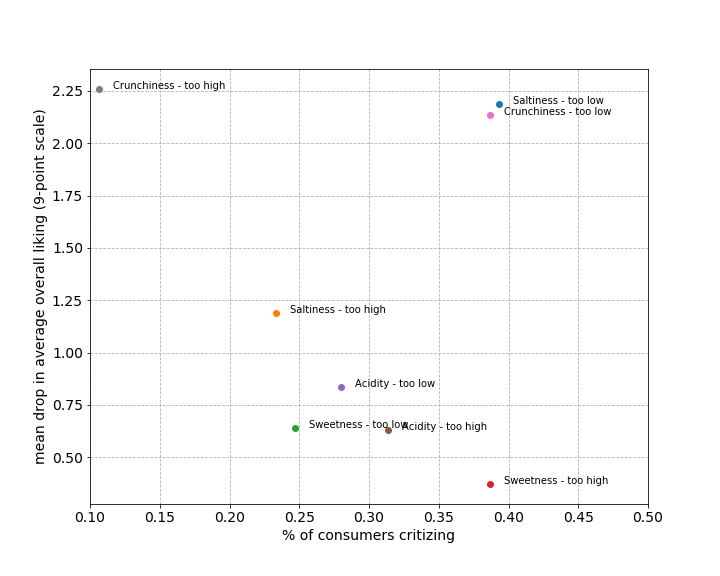 mean drop in average overall liking (9-point scale)
2.25
2.00
1.75
1.50
1.25
1.00
0.75
0.50
Crunchiness - too high
Saltiness - too low
Crunchiness - too low
Saltiness - too high
Acidity - too low
Sweetness - too low
Acidity - too high
Sweetness - too high
0.10 0.15 0.20 0.25 0.30 0.35 0.40 0.45 0.50
% of consumers critizing